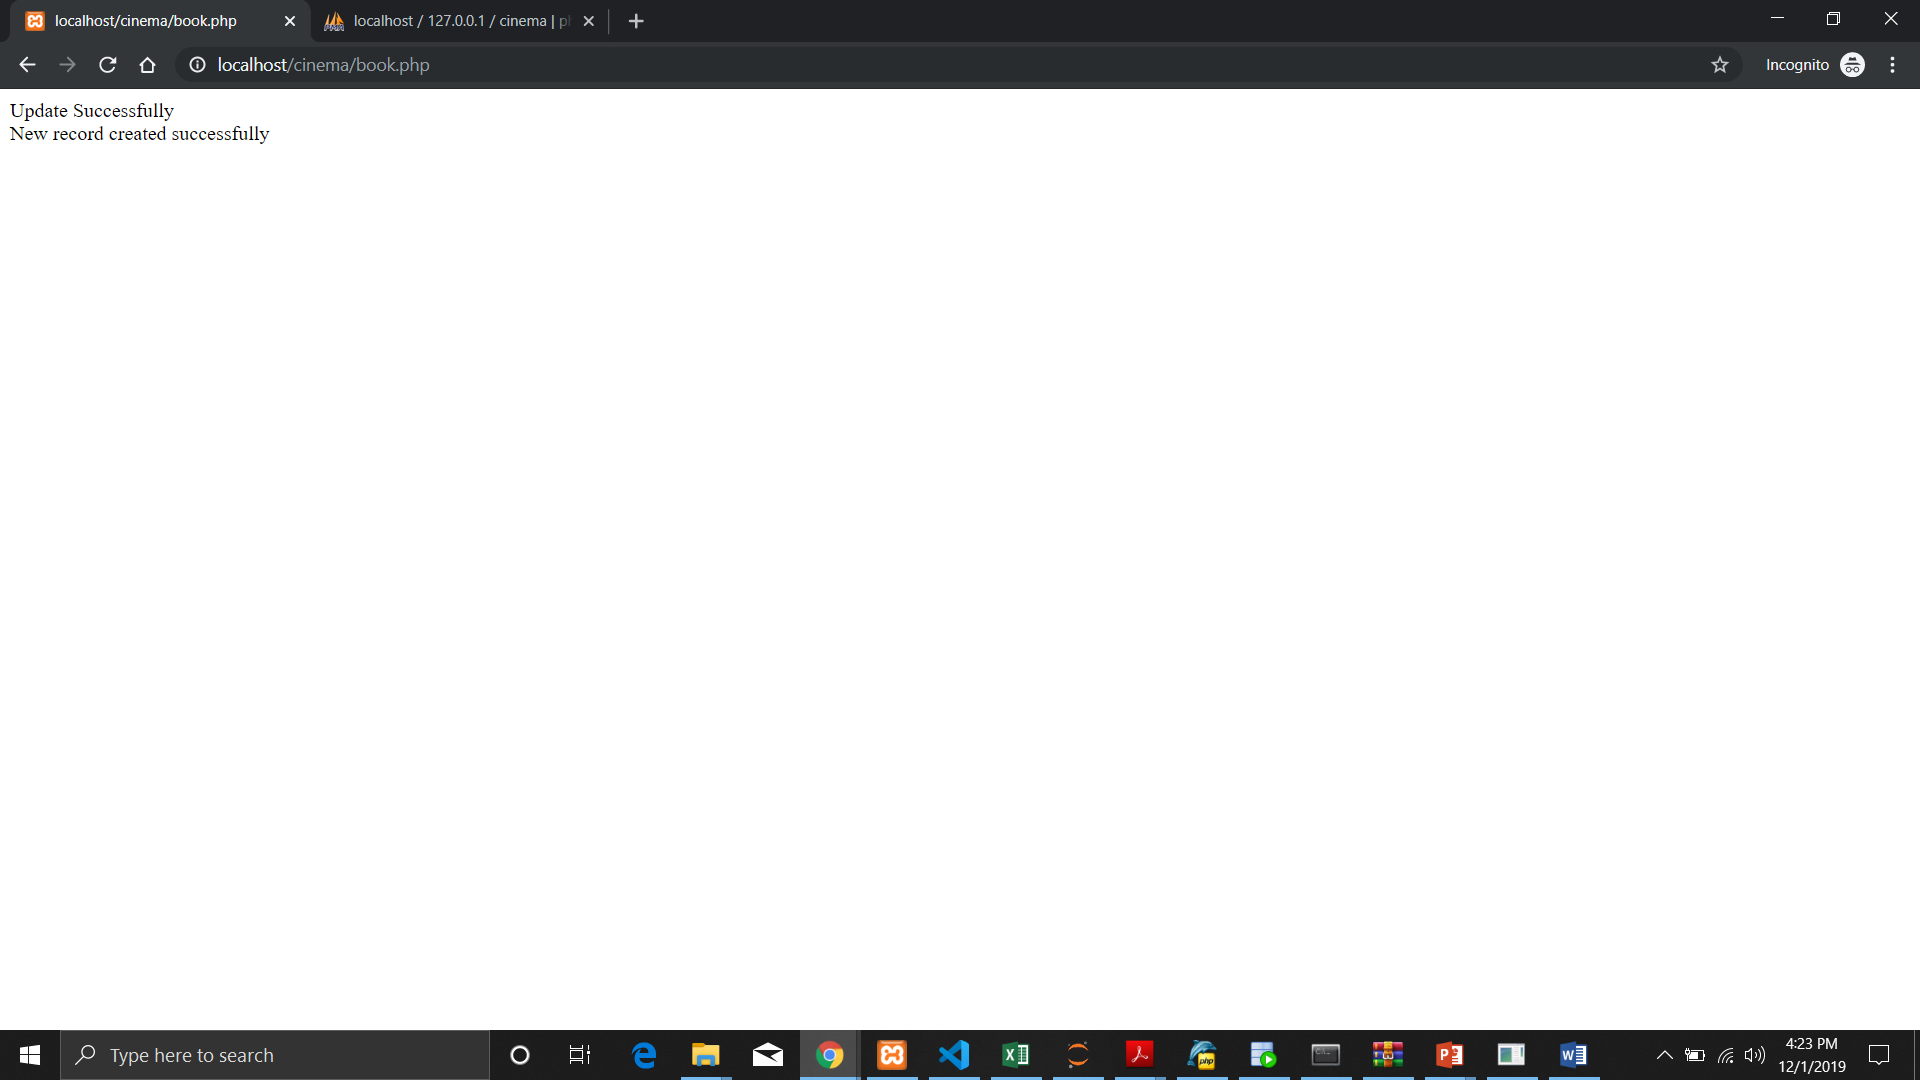 localhost/cinema/book.php
localhost / 127.0.0.1 / cinema | ph
localhost/cinema/book.php
Incognito
Update Successfully
New record created successfully
Type here to search
4:23 PM
12/1/2019